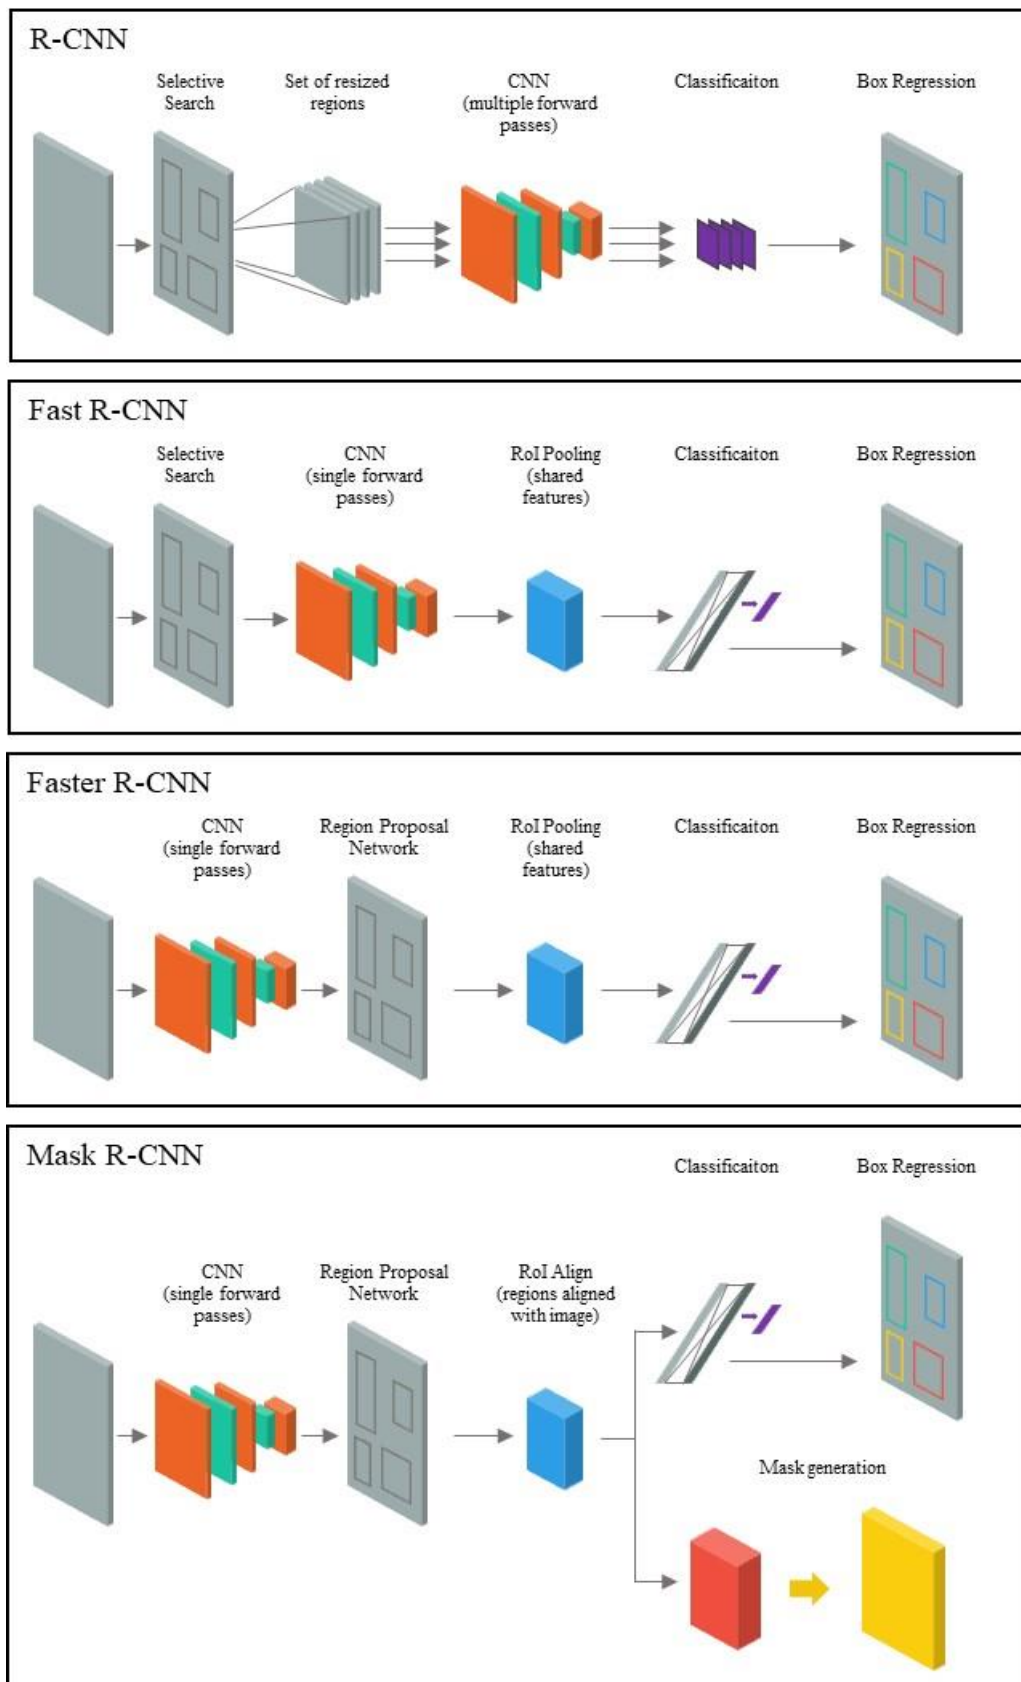 R-CNN
Selective
Search
Set of resized
regions
CNN
(multiple forward
passes)
Classificaiton
Box Regression
Fast R-CNN
Selective
Search
CNN
(single forward
passes)
RoI Pooling
(shared
features)
Classificaiton
Box Regression
Faster R-CNN
CNN
(single forward
passes)
Region Proposal
Network
RoI Pooling
(shared
features)
Classificaiton
Box Regression
Mask R-CNN
Classificaiton
Box Regression
CNN
(single forward
passes)
Region Proposal
Network
RoI Align
(regions aligned
with image)
Mask generation